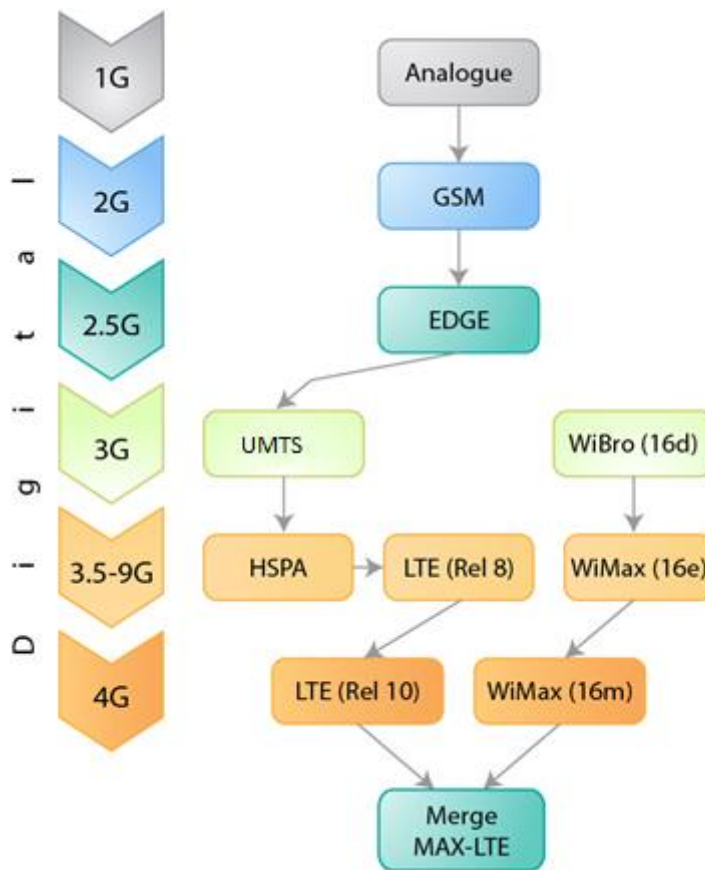 1G
Analogue
2G
GSM
2.5G
EDGE
3G
UMTS
WiBro (16d)
3.5-9G
HSPA
LTE (Rel 8)
WiMax (16e)
4G
LTE (Rel 10)
WiMax (16m)
Merge
MAX-LTE
Digital